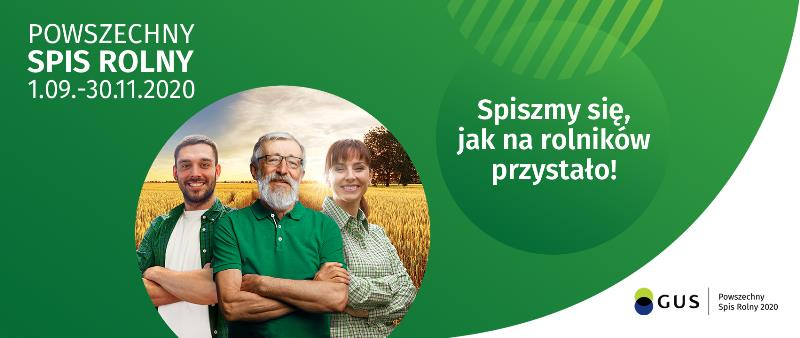 POWSZECHNY
SPIS ROLNY
1.09.-30.11.2020
Spiszmy się,
jak na rolników
przystało!
GUS
Powszechny
Spis Rolny 2020